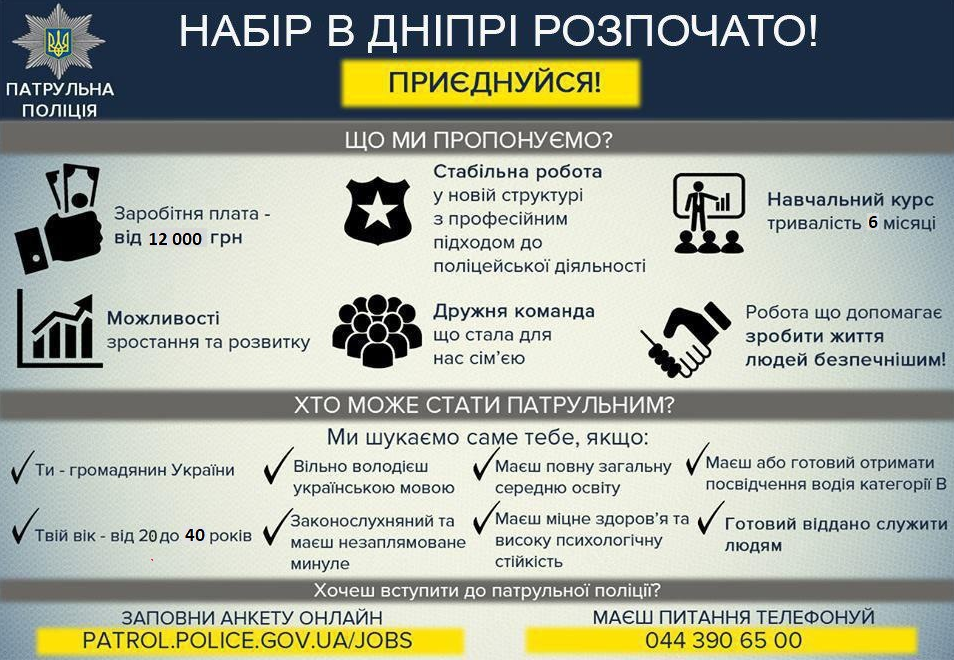 НАБІР В ДНІПРІ РОЗПОЧАТО!
ПРИЄДНУЙСЯ!
ПАТРУЛЬНА
ПОЛІЦІЯ
ЩО МИ ПРОПОНУЄМО?
Заробітня плата -
від 12 000 грн
Стабільна робота
у новій структурі
з професійним
підходом до
поліцейської діяльності
Навчальний курс
тривалість 6 місяці
Можливості
зростання та розвитку
Дружня команда
що стала для
нас сім’єю
Робота що допомагає
зробити життя
людей безпечнішим!
ХТО МОЖЕ СТАТИ ПАТРУЛЬНИМ?
Ми шукаємо саме тебе, якщо:
Ти - громадянин України
Вільно володієш
українською мовою
Маєш повну загальну
середню освіту
Маєш або готовий отримати
посвідчення водія категорії В
Твій вік - від 20 до 40 років
Законослухняний та
маєш незаплямоване
минуле
Маєш міцне здоров’я та
високу психологічну
стійкість
Готовий віддано служити
людям
Хочеш вступити до патрульної поліції?
ЗАПОВНИ АНКЕТУ ОНЛАЙН
PATROL.POLICE.GOV.UA/JOBS
МАЄШ ПИТАННЯ ТЕЛЕФОНУЙ
044 390 65 00